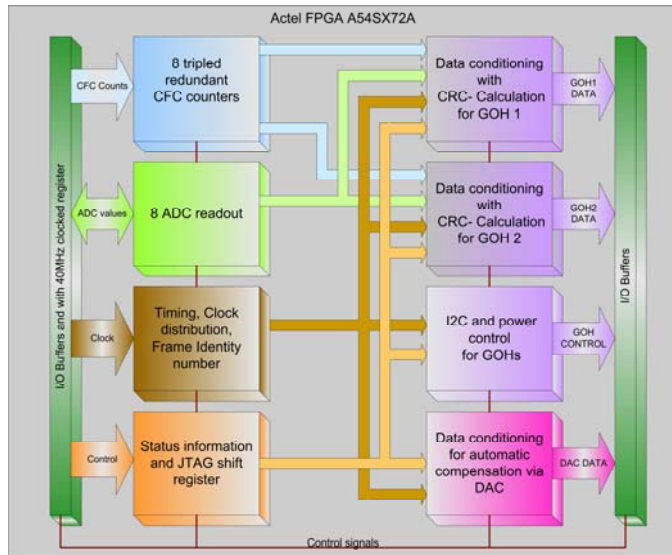 Actel FPGA A54SX72A
I/O Buffers and with 40MHz clocked register
CFC Counts
8 tripled
redundant
CFC counters
Data conditioning
with
CRC- Calculation
for GOH 1
GOH1
DATA
ADC values
8 ADC readout
Data conditioning
with
CRC- Calculation
for GOH 2
GOH2
DATA
I/O Buffers
Clock
Timing, Clock
distribution,
Frame Identity
number
I2C and power
control
for GOHs
GOH
CONTROL
Control
Status information
and JTAG shift
register
Data conditioning
for automatic
compensation via
DAC
DAC DATA
Control signals